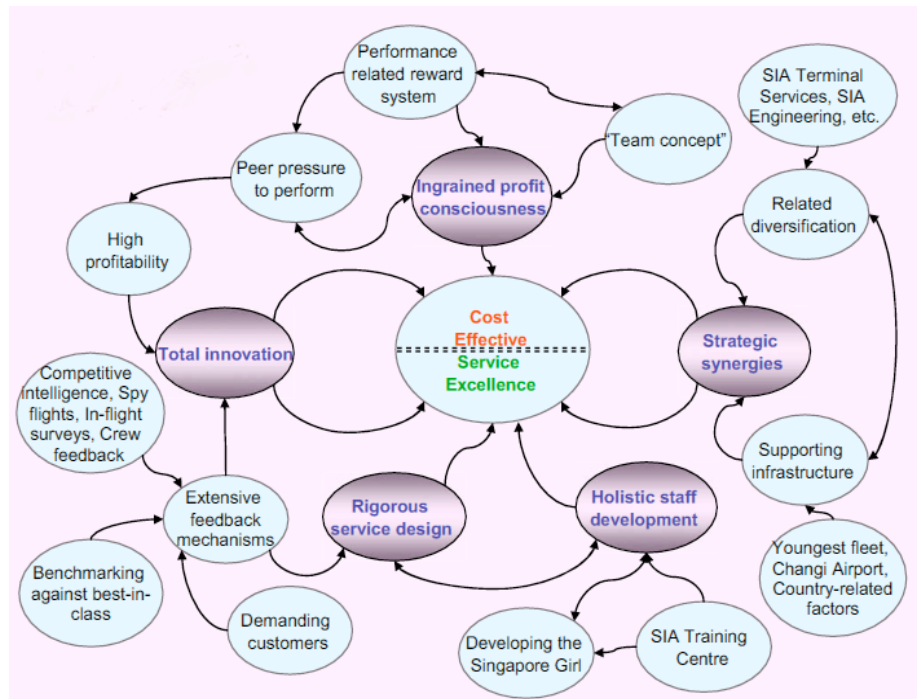 Performance
related reward
system
SIA Terminal
Services, SIA
Engineering, etc.
"Team concept"
Peer pressure
to perform
Ingrained profit
consciousness
Related
diversification
High
profitability
Cost
Effective
Service
Excellence
Total innovation
Strategic
synergies
Competitive
intelligence, Spy
flights, In-flight
surveys, Crew
feedback
Supporting
infrastructure
Extensive
feedback
mechanisms
Rigorous
service design
Holistic staff
development
Youngest fleet,
Changi Airport,
Country-related
factors
Benchmarking
against best-in-
class
Demanding
customers
Developing the
Singapore Girl
SIA Training
Centre